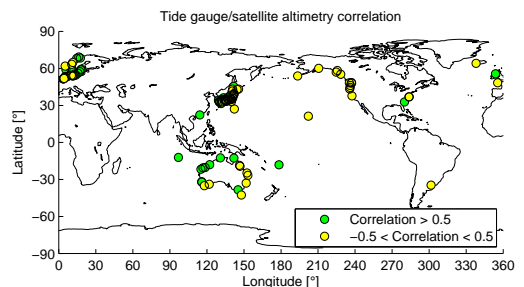 Tide gauge/satellite altimetry correlation
90
60
30
0
−30
−60
−90
Latitude [°]
0 30 60 90 120 150 180 210 240 270 300 330 360
Longitude [°]
Correlation > 0.5
−0.5 < Correlation < 0.5